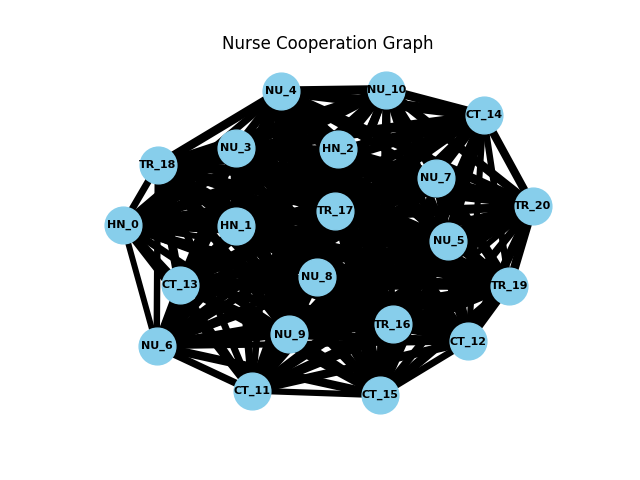 Nurse Cooperation Graph
NU_4
NU_10
CT_14
NU_3
HN_2
TR_18
NU_7
TR_20
TR_17
HN_0
HN_1
NU_5
NU_8
CT_13
TR_19
TR_16
NU_9
CT_12
NU_6
CT_11
CT_15